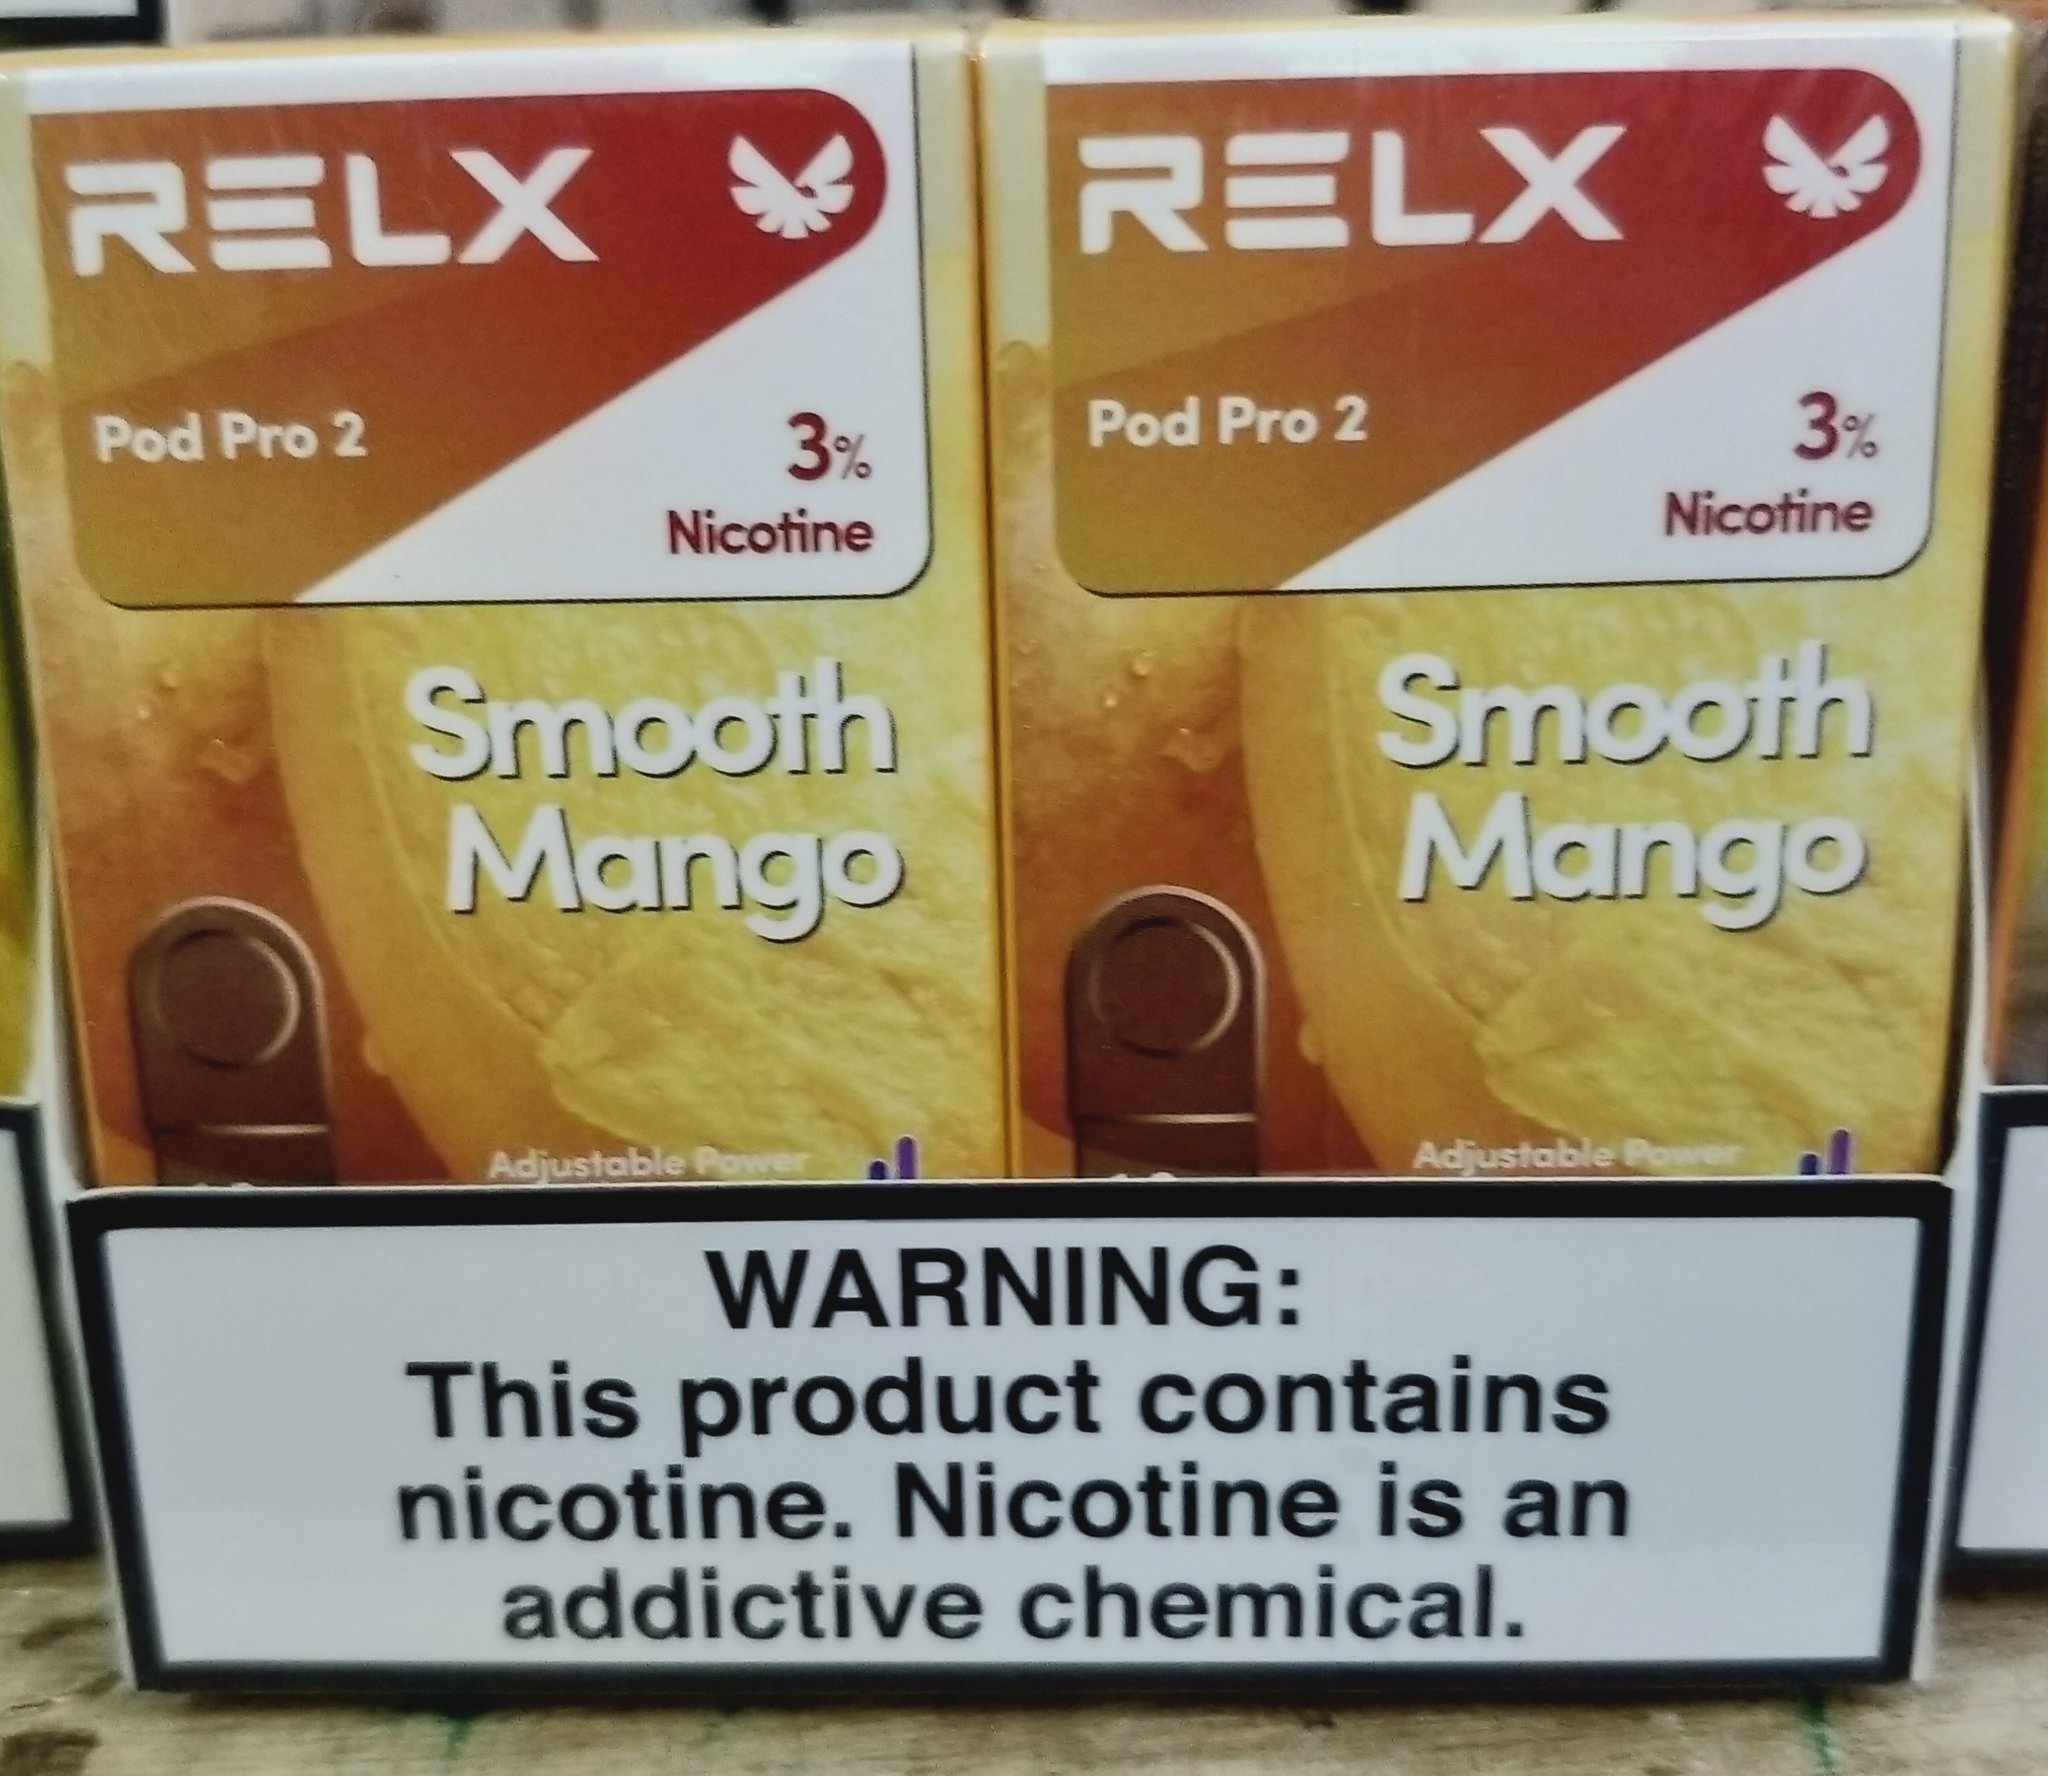 RELX
Pod Pro 2
3%
Nicotine
Smooth
Mango
Adjustable Power
RELX
Pod Pro 2
3%
Nicotine
Smooth
Mango
Adjustable Power
WARNING:
This product contains
nicotine. Nicotine is an
addictive chemical.